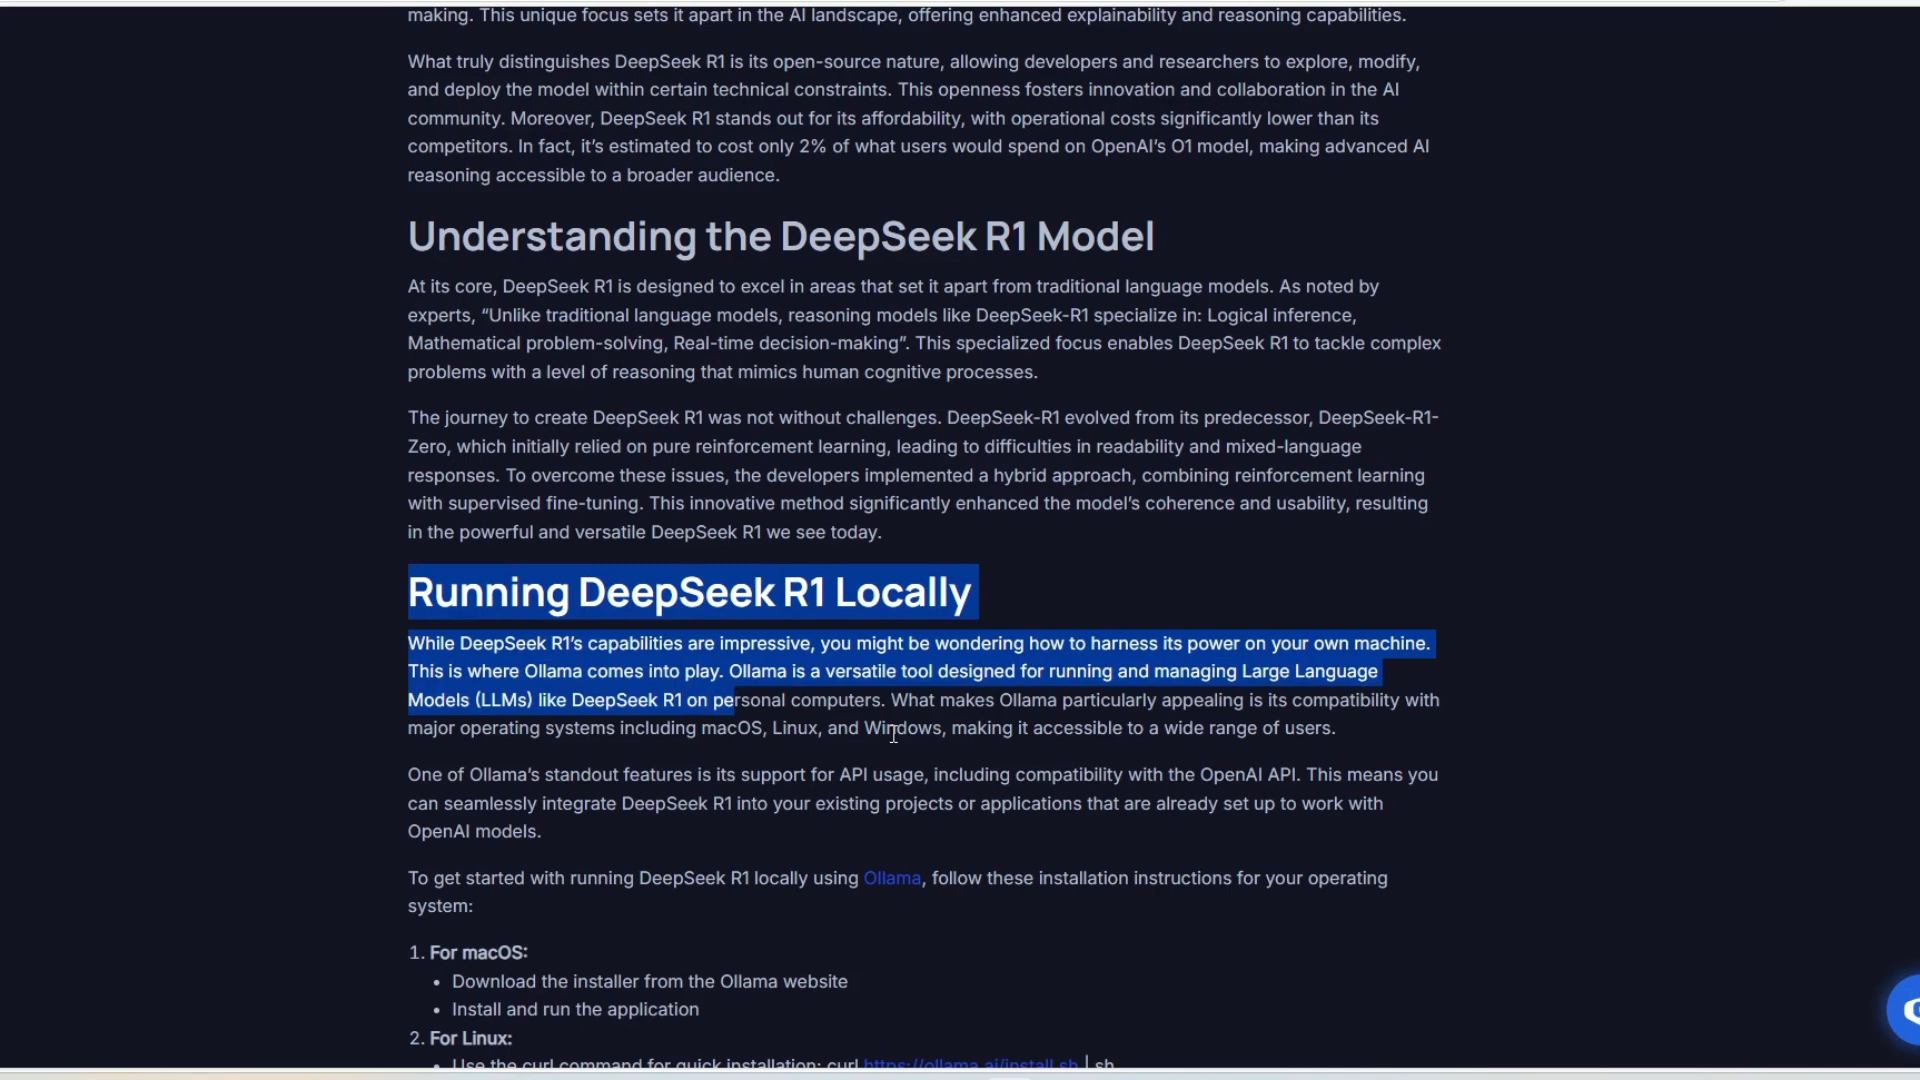 making. This unique focus sets it apart in the AI landscape, offering enhanced explainability and reasoning capabilities.
What truly distinguishes DeepSeek R1 is its open-source nature, allowing developers and researchers to explore, modify,
and deploy the model within certain technical constraints. This openness fosters innovation and collaboration in the AI
community. Moreover, DeepSeek R1 stands out for its affordability, with operational costs significantly lower than its
competitors. In fact, it’s estimated to cost only 2% of what users would spend on OpenAI’s O1 model, making advanced AI
reasoning accessible to a broader audience.
Understanding the DeepSeek R1 Model
At its core, DeepSeek R1 is designed to excel in areas that set it apart from traditional language models. As noted by
experts, “Unlike traditional language models, reasoning models like DeepSeek-R1 specialize in: Logical inference,
Mathematical problem-solving, Real-time decision-making”. This specialized focus enables DeepSeek R1 to tackle complex
problems with a level of reasoning that mimics human cognitive processes.
The journey to create DeepSeek R1 was not without challenges. DeepSeek-R1 evolved from its predecessor, DeepSeek-R1-
Zero, which initially relied on pure reinforcement learning, leading to difficulties in readability and mixed-language
responses. To overcome these issues, the developers implemented a hybrid approach, combining reinforcement learning
with supervised fine-tuning. This innovative method significantly enhanced the model’s coherence and usability, resulting
in the powerful and versatile DeepSeek R1 we see today.
Running DeepSeek R1 Locally
While DeepSeek R1’s capabilities are impressive, you might be wondering how to harness its power on your own machine.
This is where Ollama comes into play. Ollama is a versatile tool designed for running and managing Large Language
Models (LLMs) like DeepSeek R1 on personal computers. What makes Ollama particularly appealing is its compatibility with
major operating systems including macOS, Linux, and Windows, making it accessible to a wide range of users.
One of Ollama’s standout features is its support for API usage, including compatibility with the OpenAI API. This means you
can seamlessly integrate DeepSeek R1 into your existing projects or applications that are already set up to work with
OpenAI models.
To get started with running DeepSeek R1 locally using Ollama, follow these installation instructions for your operating
system:
1. For macOS:
• Download the installer from the Ollama website
• Install and run the application
2. For Linux:
• Use the curl command for quick installation: curl https://ollama.ai/install.sh | sh